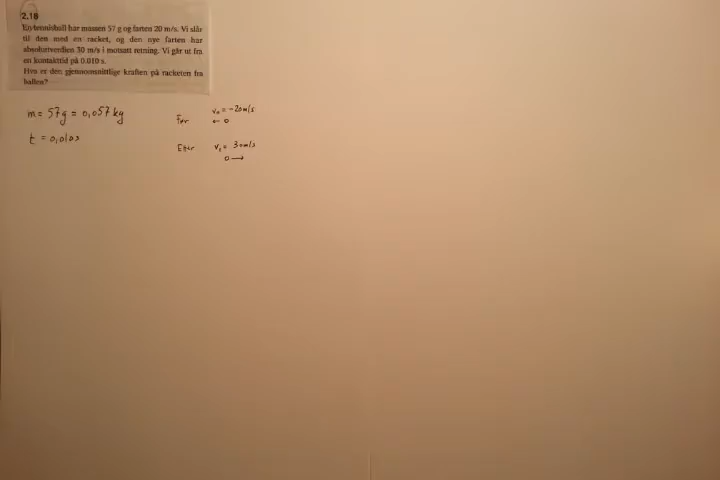 2.18
En tennisball har massen 57 g og farten 20 m/s. Vi slår
til den med en racket, og den nye farten har
absoluttverdien 30 m/s i motsatt retning. Vi går ut fra
en kontakttid på 0.010 s.
Hva er den gjennomsnittlige kraften på racketen fra
ballen?
m = 57g = 0,057 kg
t = 0,010s
Før v₀ = -20m/s
← o
Etter v₁ = 30m/s
o →